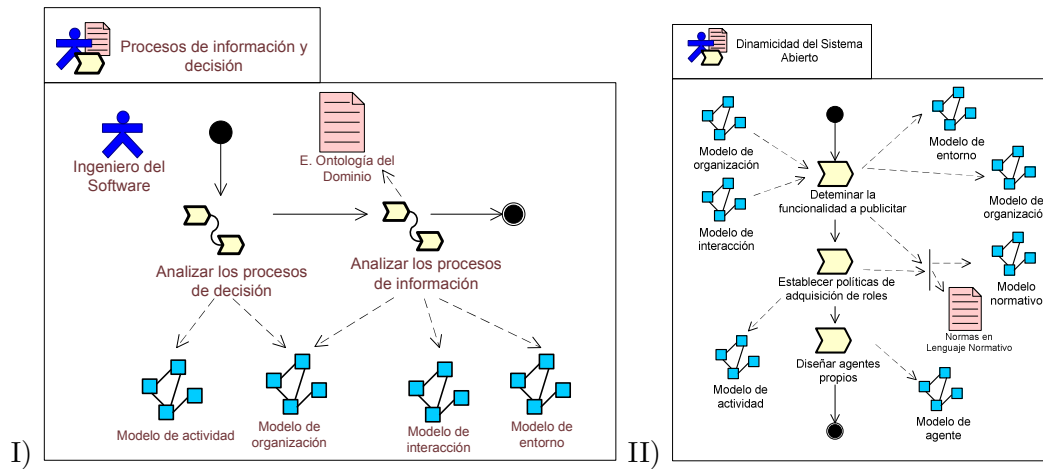 Procesos de información y
decisión
Ingeniero del
Software
E. Ontología del
Dominio
Analizar los procesos
de decisión
Analizar los procesos
de información
Modelo de actividad
Modelo de
organización
Modelo de
interacción
Modelo de
entorno
I)
Dinamicidad del Sistema
Abierto
Modelo de
organización
Modelo de
entorno
Modelo de
interacción
Deteminar la
funcionalidad a publicitar
Modelo de
organizació
Establecer políticas de
adquisición de roles
Modelo
normativo
Normas en
Lenguaje Normativo
Modelo de
actividad
Diseñar agentes
propios
Modelo de
agente
II)